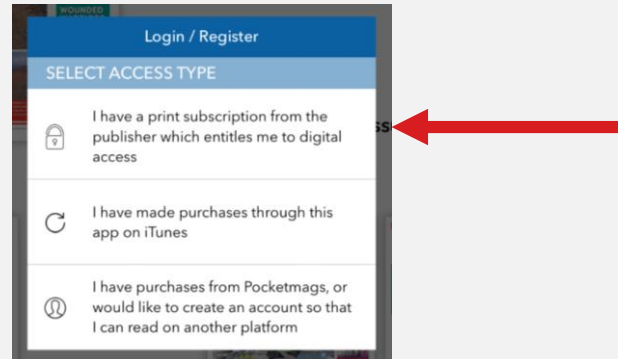 WOUNDED
Login / Register
SELECT ACCESS TYPE
I have a print subscription from the
publisher which entitles me to digital
access
I have made purchases through this
app on iTunes
I have purchases from Pocketmags, or
would like to create an account so that
I can read on another platform